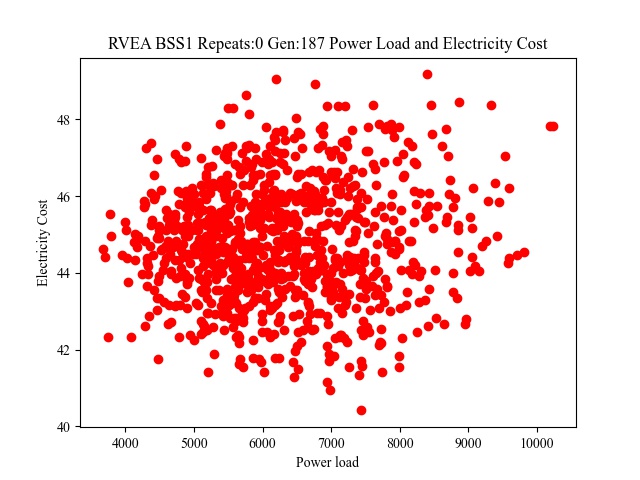 RVEA BSS1 Repeats:0 Gen:187 Power Load and Electricity Cost
48
46
44
42
40
Electricity Cost
4000 5000 6000 7000 8000 9000 10000
Power load